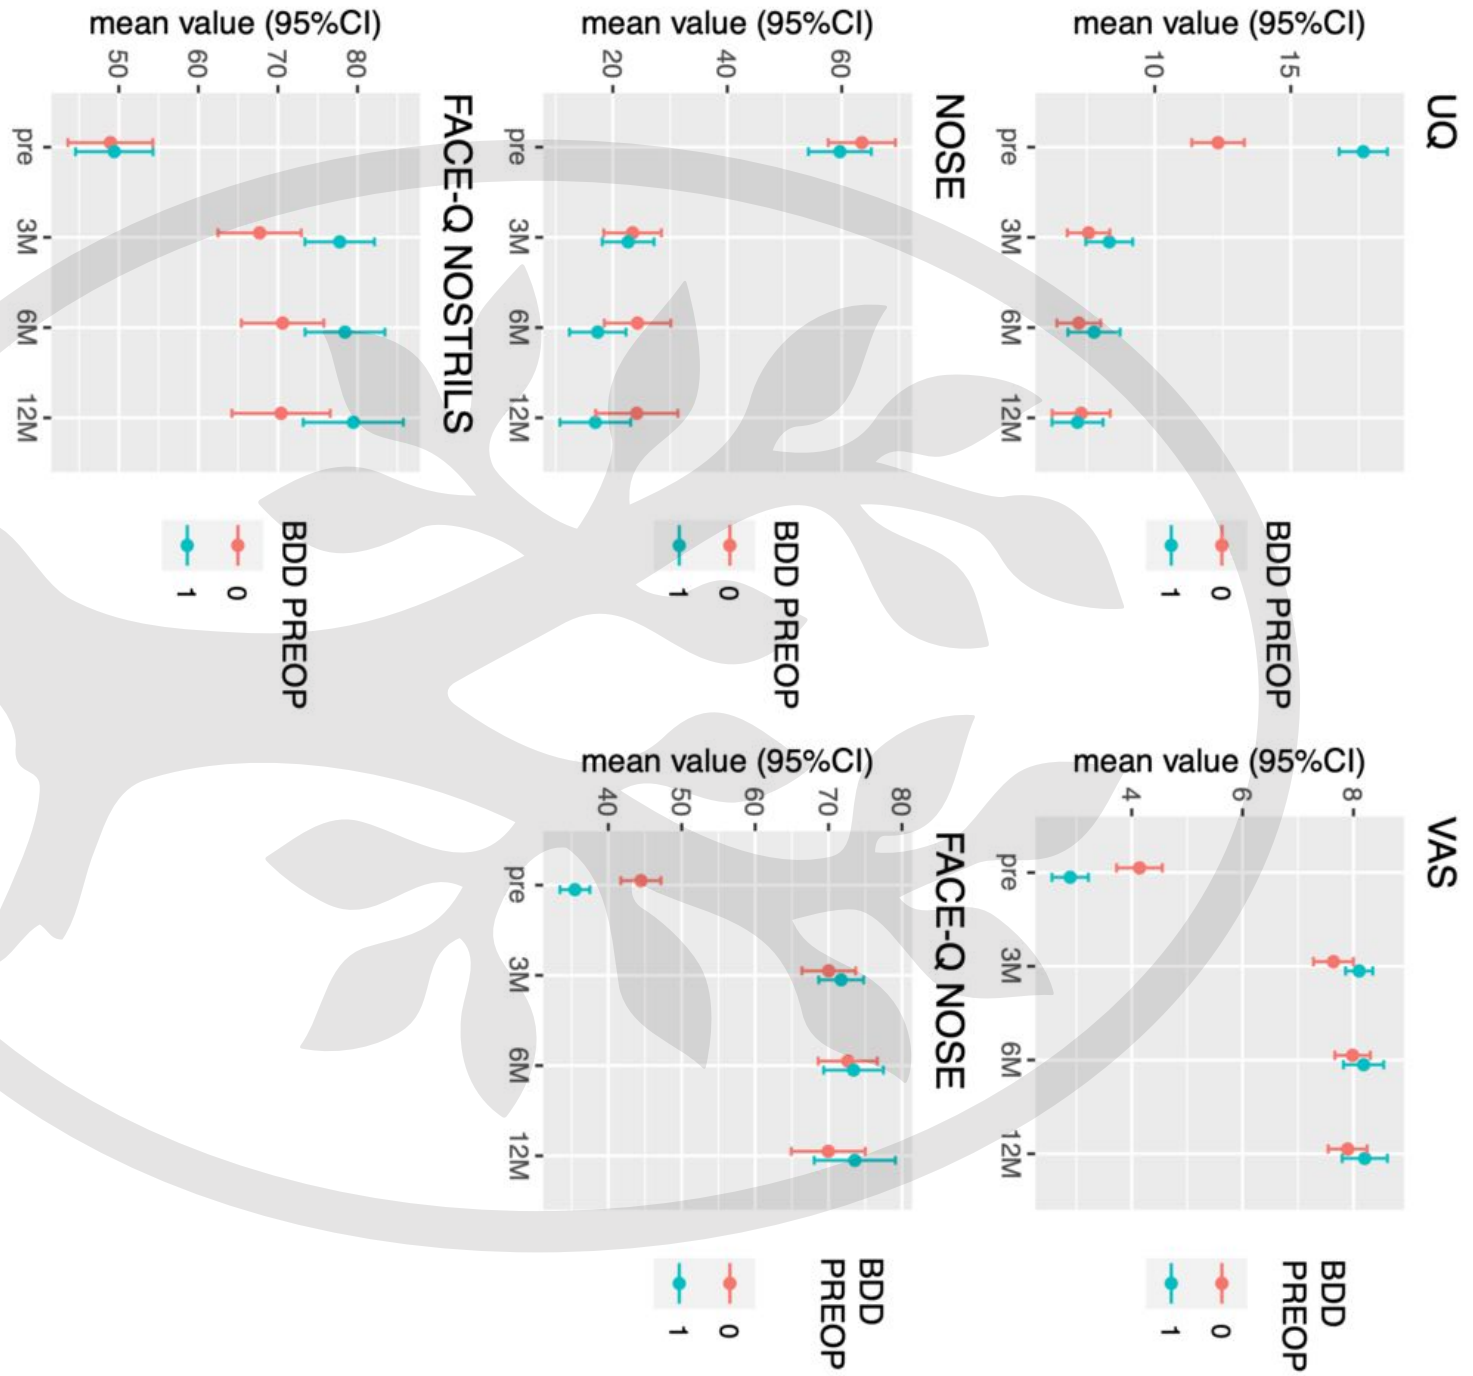 UQ
mean value (95%CI)
15
10
pre
3M
6M
12M
BDD PREOP
0
1
VAS
mean value (95%CI)
8
6
4
pre
3M
6M
12M
BDD
PREOP
0
1
NOSE
mean value (95%CI)
60
40
20
pre
3M
6M
12M
BDD PREOP
0
1
FACE-Q NOSE
mean value (95%CI)
80
70
60
50
40
pre
3M
6M
12M
BDD
PREOP
0
1
FACE-Q NOSTRILS
mean value (95%CI)
80
70
60
50
pre
3M
6M
12M
BDD PREOP
0
1